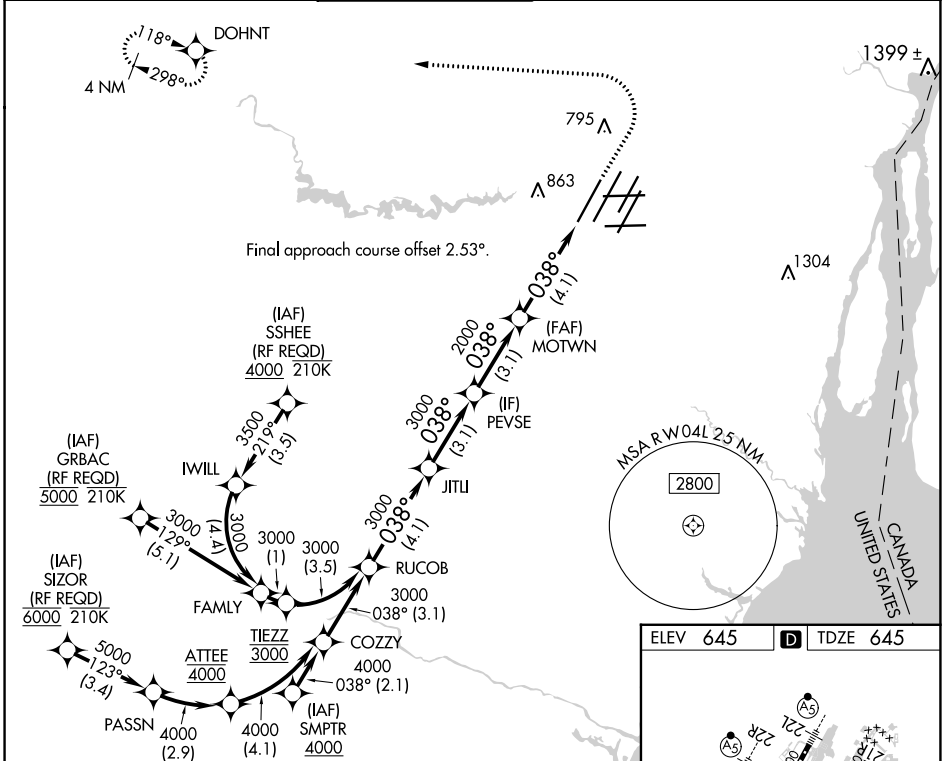 118°
DOHNT
298°
4 NM
1399 ±
795
863
Final approach course offset 2.53°.
1304
038°
(4.1)
(FAF)
MOTWN
2000
038°
(3.1)
(IF)
PEVSE
3000
038°
(3.1)
JITLI
3000
038°
(4.1)
RUCOB
(IAF)
SSHEE
(RF REQD)
4000 210K
3500
219°
(3.5)
IWILL
3000
(4.4)
(IAF)
GRBAC
(RF REQD)
5000 210K
3000
129°
(5.1)
FAMLY
3000
(1)
3000
(3.5)
TIEZZ
3000
3000
038° (3.1)
COZZY
4000
038° (2.1)
(IAF)
SMPTR
4000
(IAF)
SIZOR
(RF REQD)
6000 210K
5000
123°
(3.4)
PASSN
ATTEE
4000
4000
(2.9)
4000
(4.1)
MSA RW04L 25 NM
2800
CANADA
UNITED STATES
ELEV 645
D
TDZE 645
A5
22R
A5
22L